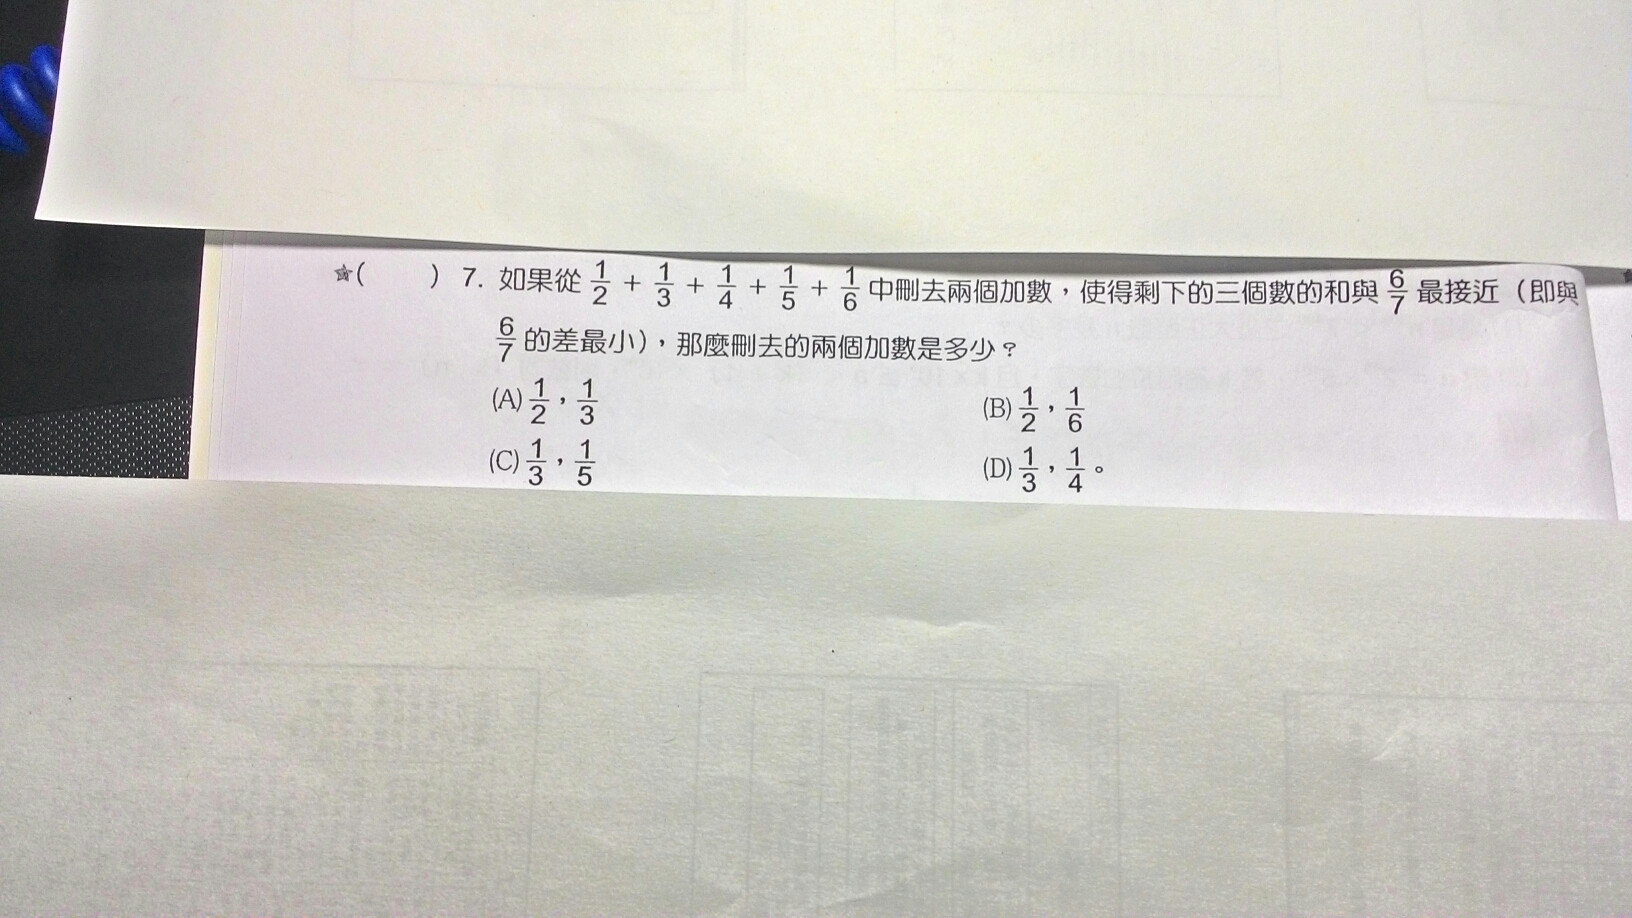 ☆( ) 7. 如果從 1/2 + 1/3 + 1/4 + 1/5 + 1/6 中刪去兩個加數，使得剩下的三個數的和與 6/7 最接近（即與
6/7 的差最小），那麼刪去的兩個加數是多少？
(A) 1/2，1/3 (B) 1/2，1/6
(C) 1/3，1/5 (D) 1/3，1/4。